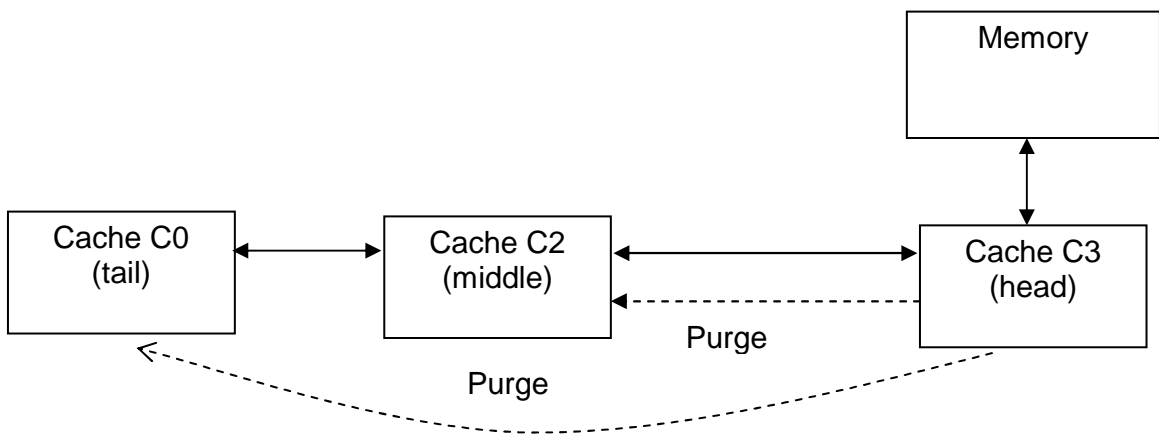 Memory
Cache C0
(tail)
Cache C2
(middle)
Cache C3
(head)
Purge
Purge